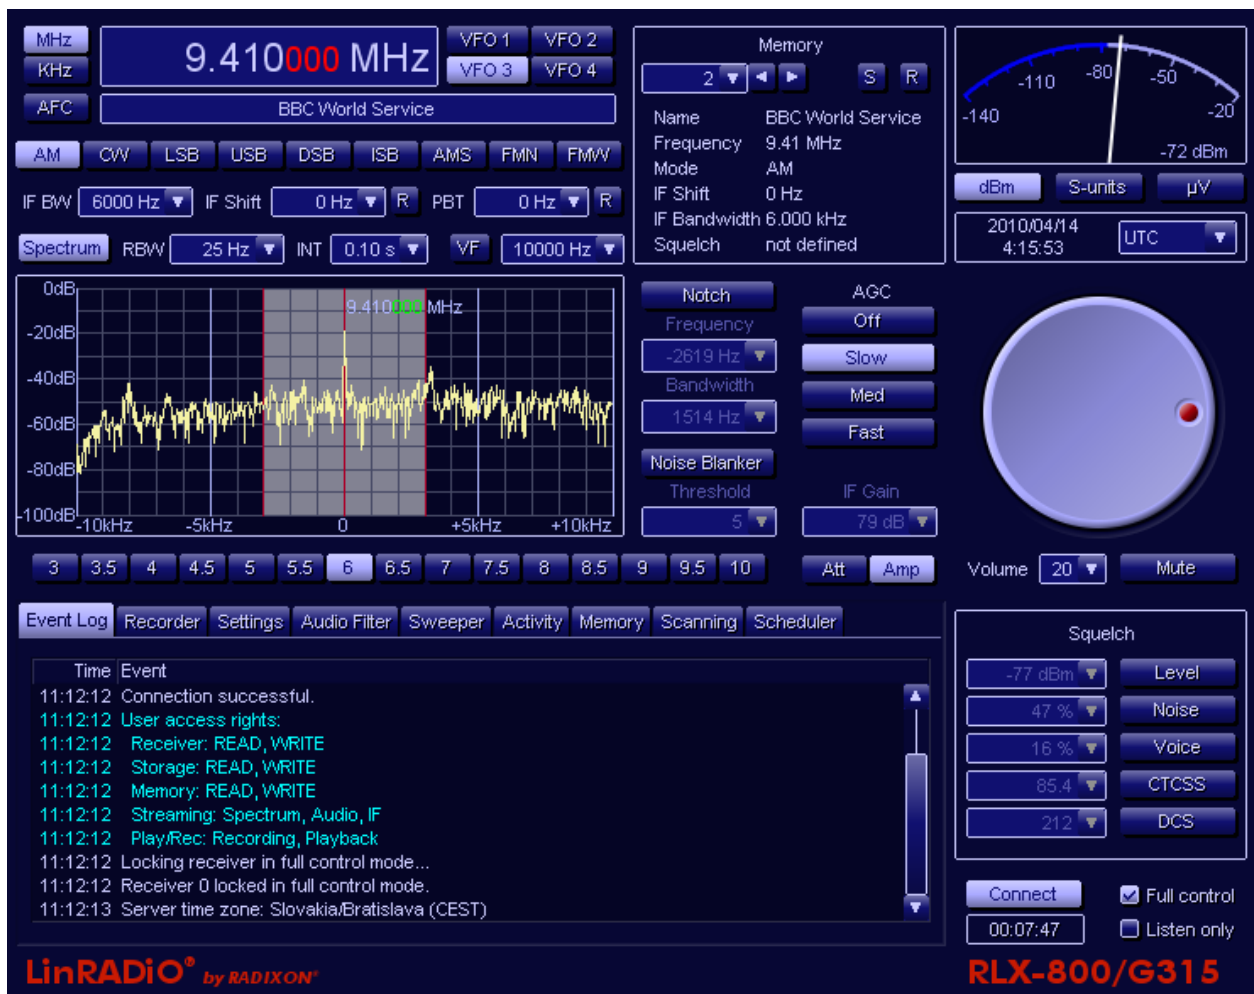 MHz
KHz
9.410000 MHz
VFO 1 VFO 2
VFO 3 VFO 4
AFC
BBC World Service
AM CW LSB USB DSB ISB AMS FMN FMW
IF BW 6000 Hz IF Shift 0 Hz R PBT 0 Hz R
Spectrum RBW 25 Hz INT 0.10 s VF 10000 Hz
Memory
2 S R
Name BBC World Service
Frequency 9.41 MHz
Mode AM
IF Shift 0 Hz
IF Bandwidth 6.000 kHz
Squelch not defined
-140 -110 -80 -50 -20
-72 dBm
dBm S-units µV
2010/04/14
4:15:53
UTC
0dB
9.410000 MHz
-20dB
-40dB
-60dB
-80dB
-100dB
-10kHz -5kHz 0 +5kHz +10kHz
Notch
Frequency
-2619 Hz
Bandwidth
1514 Hz
Noise Blanker
Threshold
5
AGC
Off
Slow
Med
Fast
IF Gain
79 dB
3 3.5 4 4.5 5 5.5 6 6.5 7 7.5 8 8.5 9 9.5 10
Att Amp
Volume 20 Mute
Event Log Recorder Settings Audio Filter Sweeper Activity Memory Scanning Scheduler
Time Event
11:12:12 Connection successful.
11:12:12 User access rights:
11:12:12 Receiver: READ, WRITE
11:12:12 Storage: READ, WRITE
11:12:12 Memory: READ, WRITE
11:12:12 Streaming: Spectrum, Audio, IF
11:12:12 Play/Rec: Recording, Playback
11:12:12 Locking receiver in full control mode...
11:12:12 Receiver 0 locked in full control mode.
11:12:13 Server time zone: Slovakia/Bratislava (CEST)
Squelch
-77 dBm Level
47 % Noise
16 % Voice
85.4 CTCSS
212 DCS
Connect Full control
00:07:47 Listen only
LinRADiO® by RADIXON®
RLX-800/G315